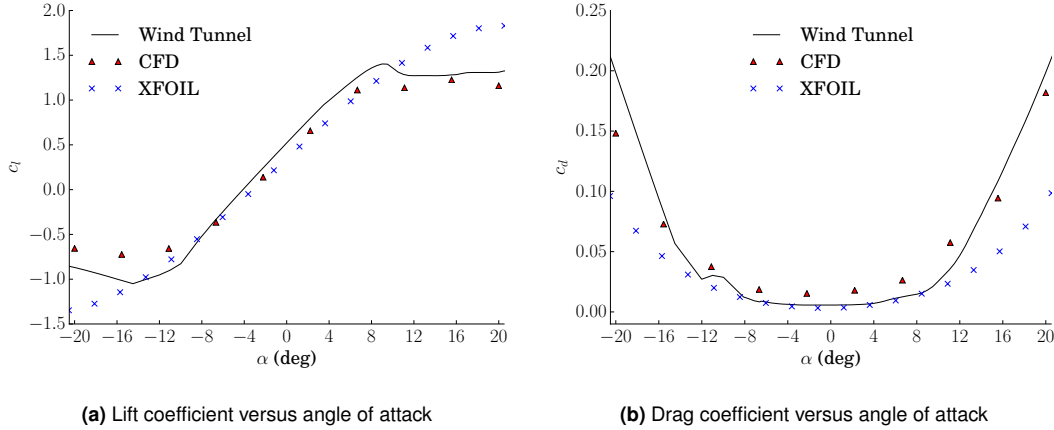 2.0
1.5
1.0
0.5
0.0
−0.5
−1.0
−1.5
c_l
Wind Tunnel
CFD
XFOIL
−20 −16 −12 −8 −4 0 4 8 12 16 20
α (deg)
(a) Lift coefficient versus angle of attack
0.25
0.20
0.15
0.10
0.05
0.00
c_d
Wind Tunnel
CFD
XFOIL
−20 −16 −12 −8 −4 0 4 8 12 16 20
α (deg)
(b) Drag coefficient versus angle of attack